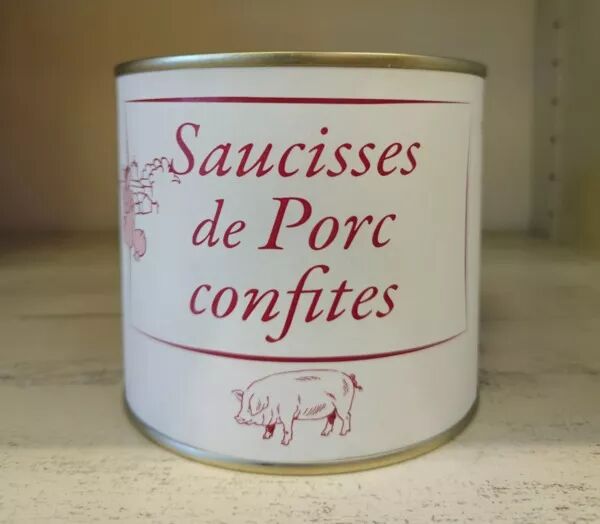 Saucisses
de Porc
confites